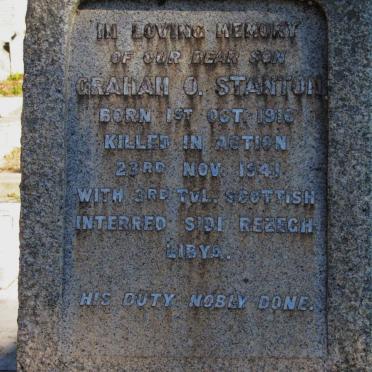 IN LOVING MEMORY
OF OUR DEAR SON
GRAHAM O. STANTON
BORN 1ST OCT. 1916
KILLED IN ACTION
23RD NOV. 1941
WITH 3RD TVL. SCOTTISH
INTERRED SIDI REZEGH
LIBYA.
HIS DUTY NOBLY DONE.